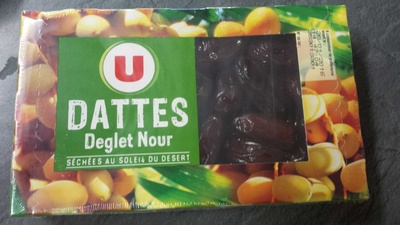 U
DATTES
Deglet Nour
SÉCHÉES AU SOLEIL DU DESERT